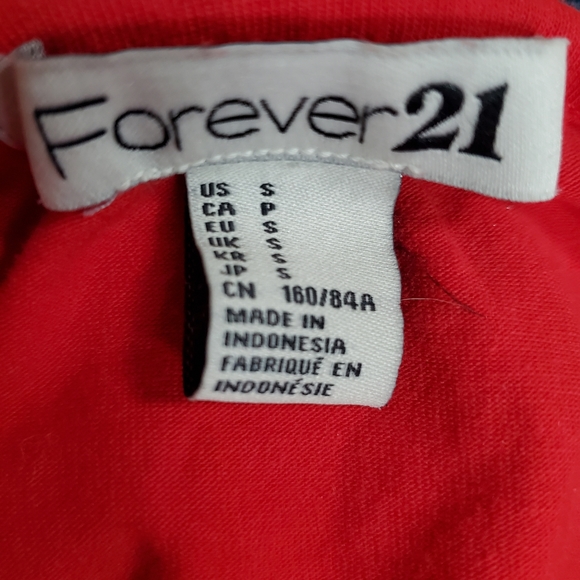 Forever21
US S
CA P
EU S
UK S
KR S
JP S
CN 160/84A
MADE IN
INDONESIA
FABRIQUÉ EN
INDONÉSIE